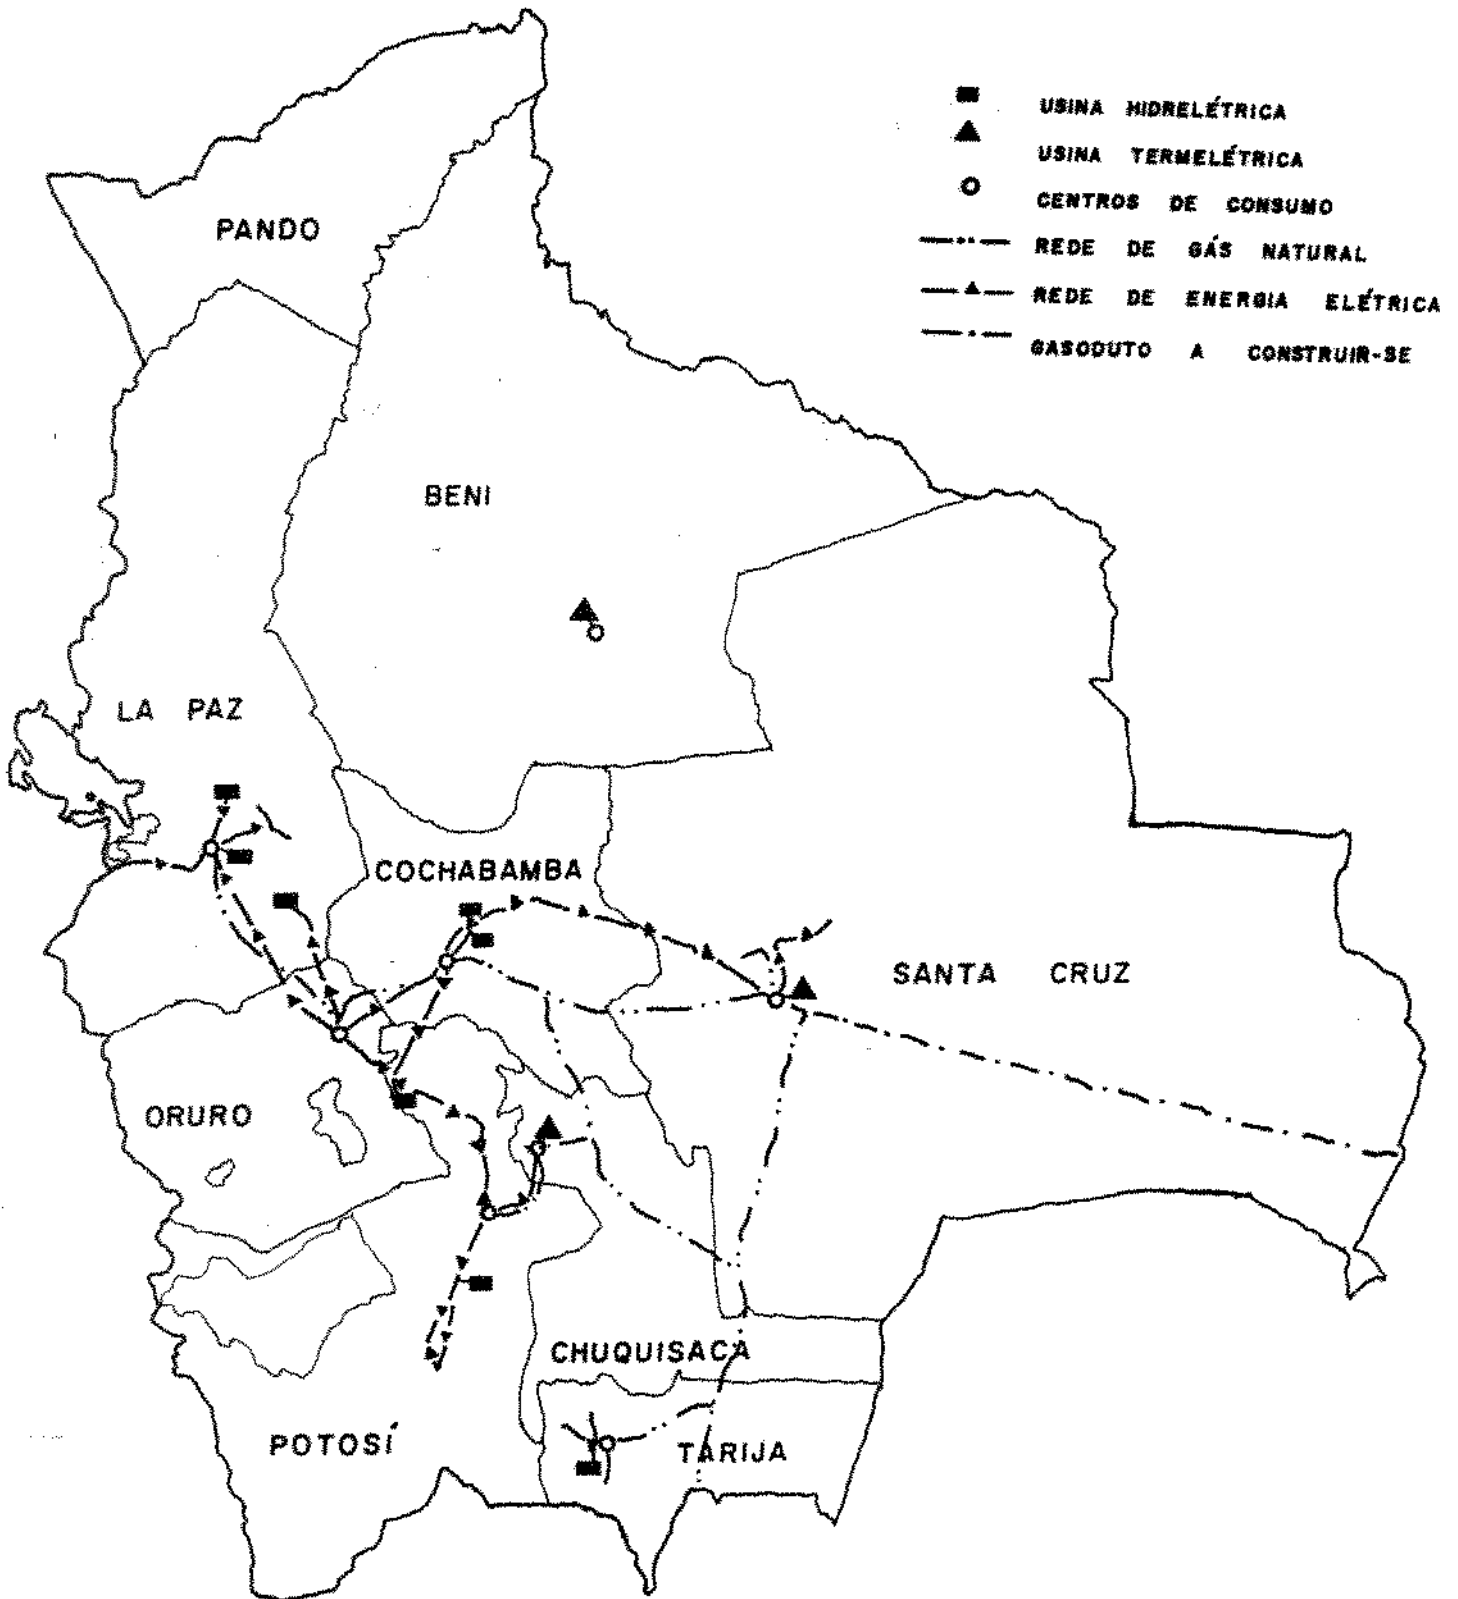 USINA HIDRELÉTRICA
USINA TERMELÉTRICA
CENTROS DE CONSUMO
REDE DE GÁS NATURAL
REDE DE ENERGIA ELÉTRICA
GASODUTO A CONSTRUIR-SE
PANDO
BENI
LA PAZ
COCHABAMBA
SANTA CRUZ
ORURO
CHUQUISACA
POTOSÍ
TARIJA